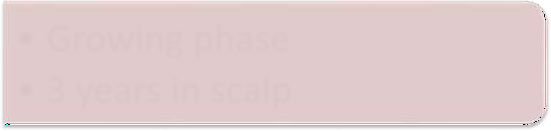 • Growing phase
• 3 years in scalp